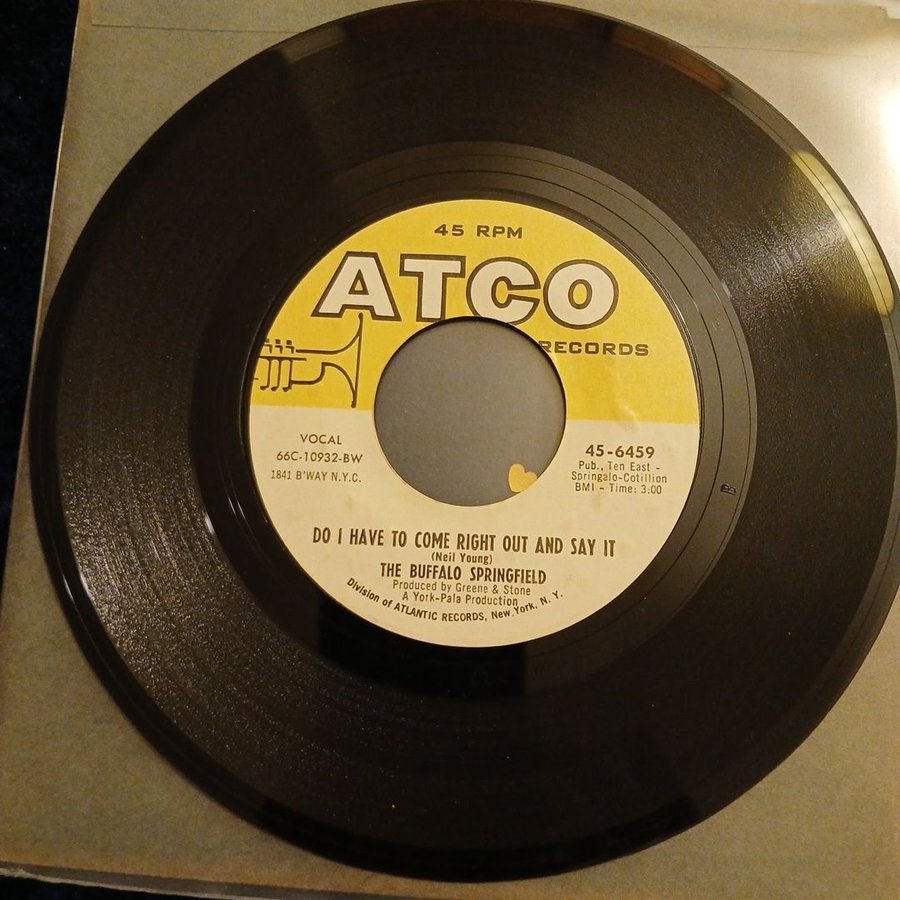 45 RPM
ATCO
RECORDS
VOCAL
66C-10932-BW
1841 B'WAY N.Y.C.
45-6459
Pub., Ten East -
Springalo-Cotillion
BMI - Time: 3:00
DO I HAVE TO COME RIGHT OUT AND SAY IT
(Neil Young)
THE BUFFALO SPRINGFIELD
Produced by Greene & Stone
A York-Pala Production
Division of ATLANTIC RECORDS, New York, N. Y.